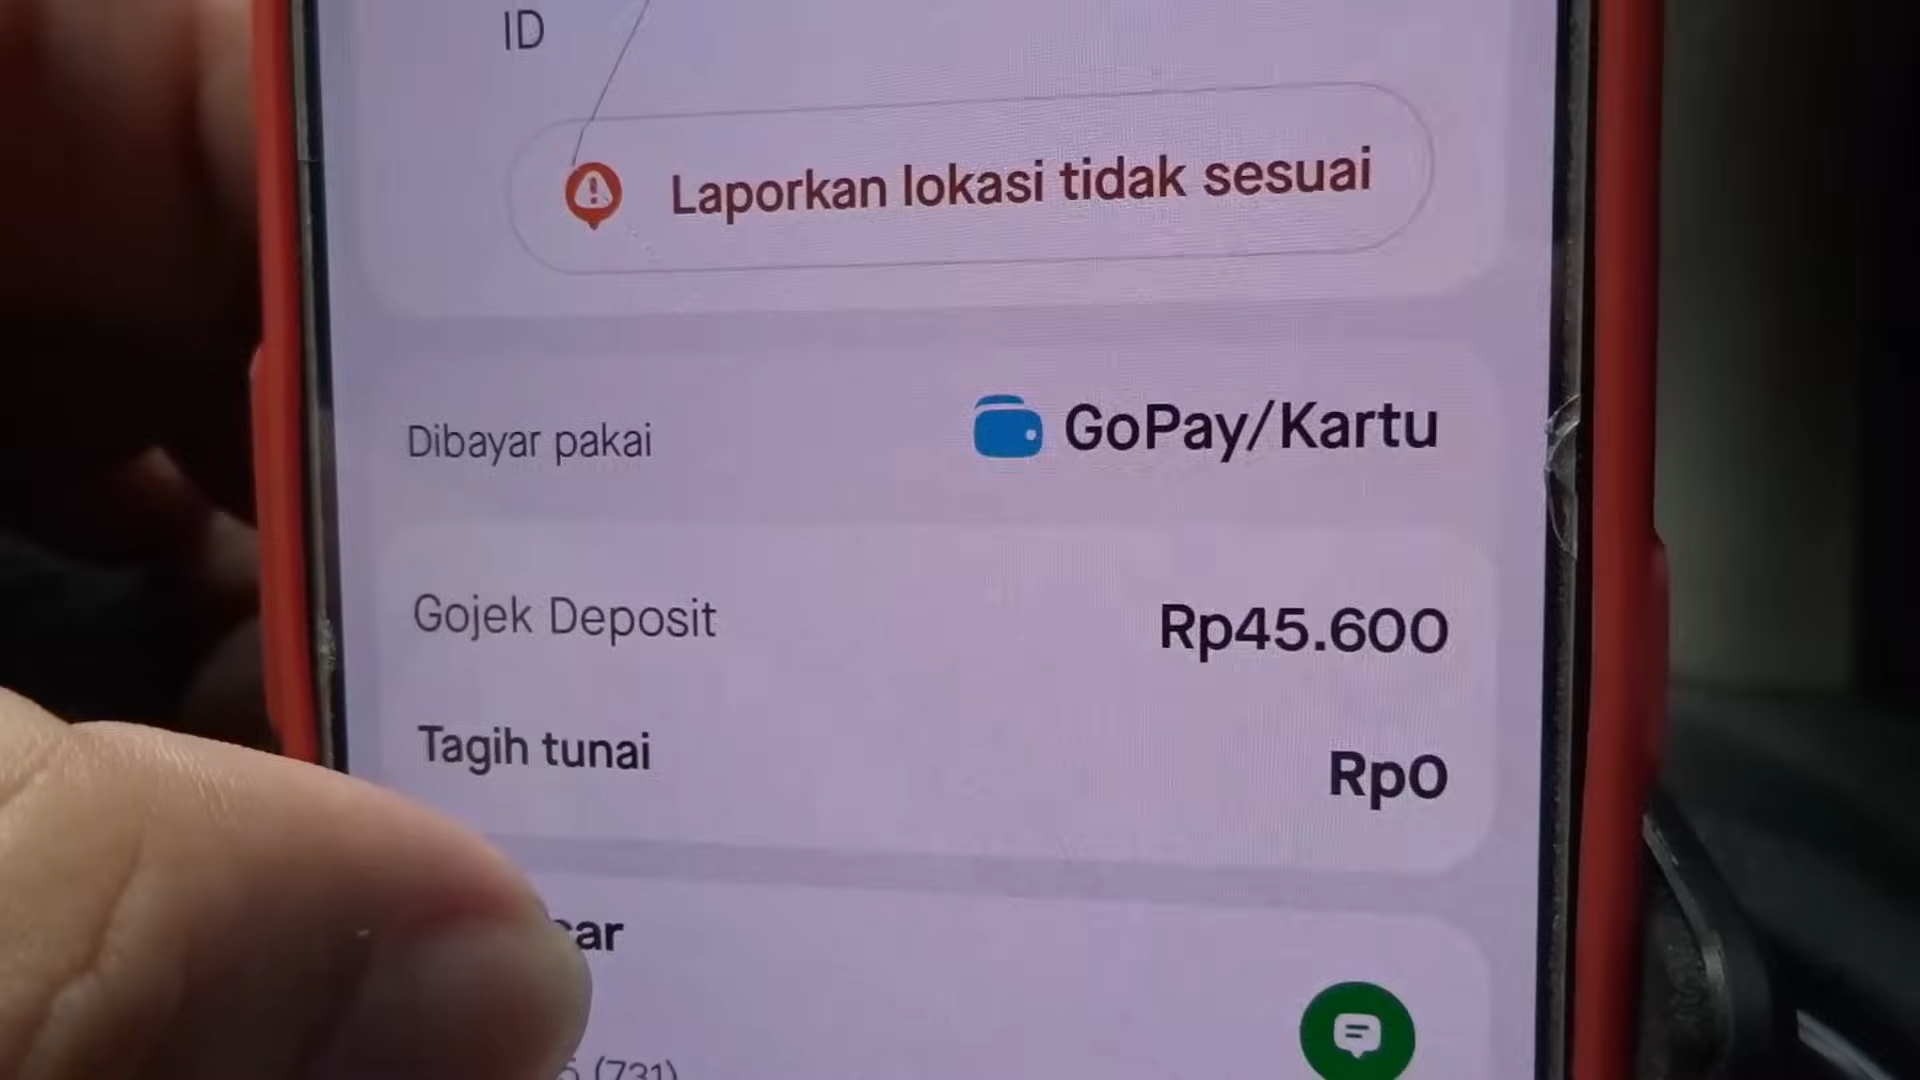 ID
Laporkan lokasi tidak sesuai
Dibayar pakai GoPay/Kartu
Gojek Deposit Rp45.600
Tagih tunai Rp0
(731)